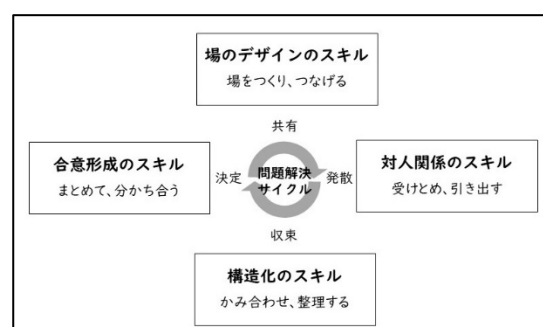 場のデザインのスキル
場をつくり、つなげる
共有
合意形成のスキル
まとめて、分かち合う
決定
問題解決
サイクル
発散
対人関係のスキル
受けとめ、引き出す
収束
構造化のスキル
かみ合わせ、整理する